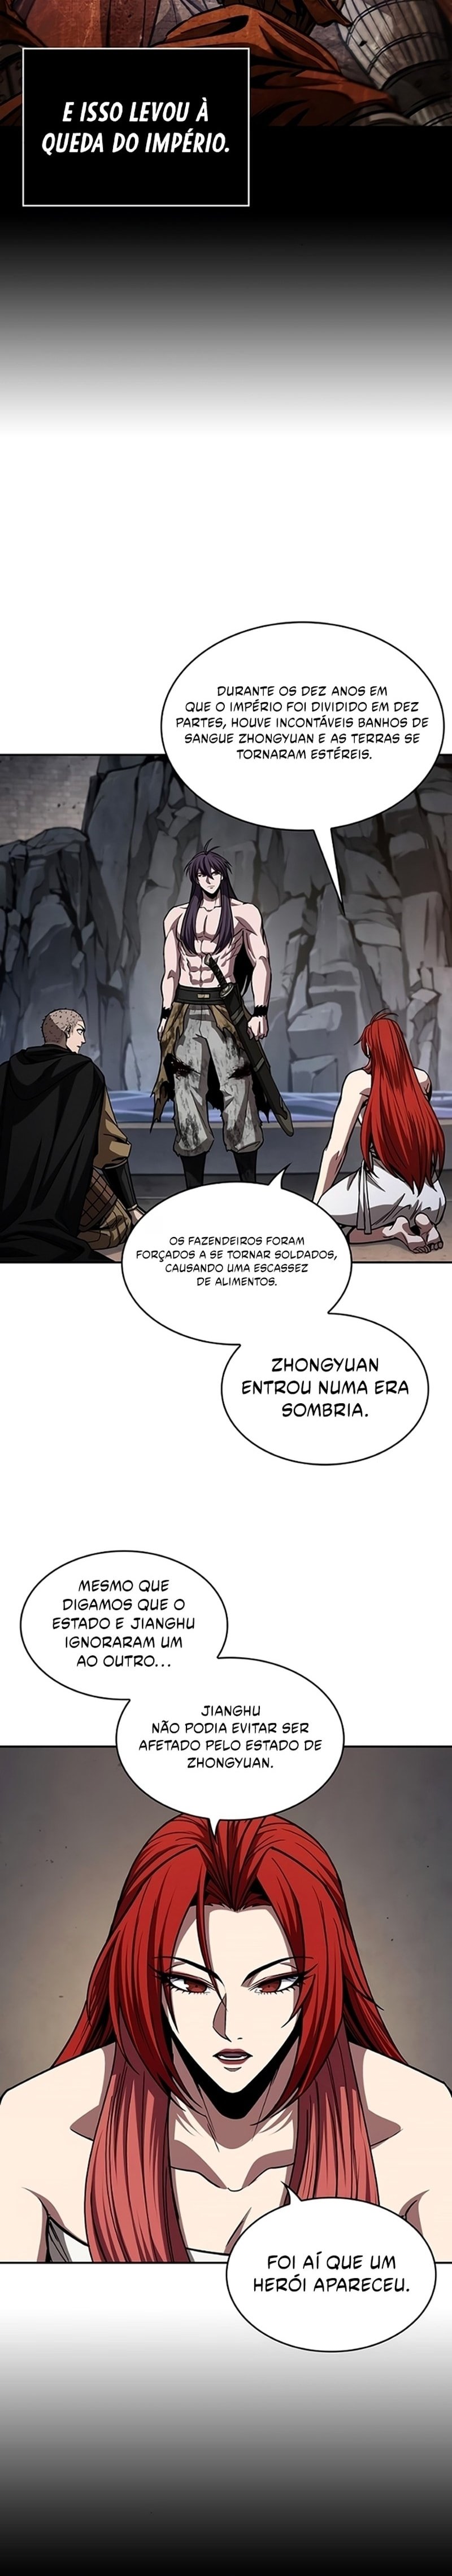 E ISSO LEVOU À
QUEDA DO IMPÉRIO.
DURANTE OS DEZ ANOS EM
QUE O IMPÉRIO FOI DIVIDIDO EM DEZ
PARTES, HOUVE INCONTÁVEIS BANHOS DE
SANGUE ZHONGYUAN E AS TERRAS SE
TORNARAM ESTÉREIS.
OS FAZENDEIROS FORAM
FORÇADOS A SE TORNAR SOLDADOS,
CAUSANDO UMA ESCASSEZ
DE ALIMENTOS.
ZHONGYUAN
ENTROU NUMA ERA
SOMBRIA.
MESMO QUE
DIGAMOS QUE O
ESTADO E JIANGHU
IGNORARAM UM
AO OUTRO...
JIANGHU
NÃO PODIA EVITAR SER
AFETADO PELO ESTADO DE
ZHONGYUAN.
FOI AÍ QUE UM
HERÓI APARECEU.